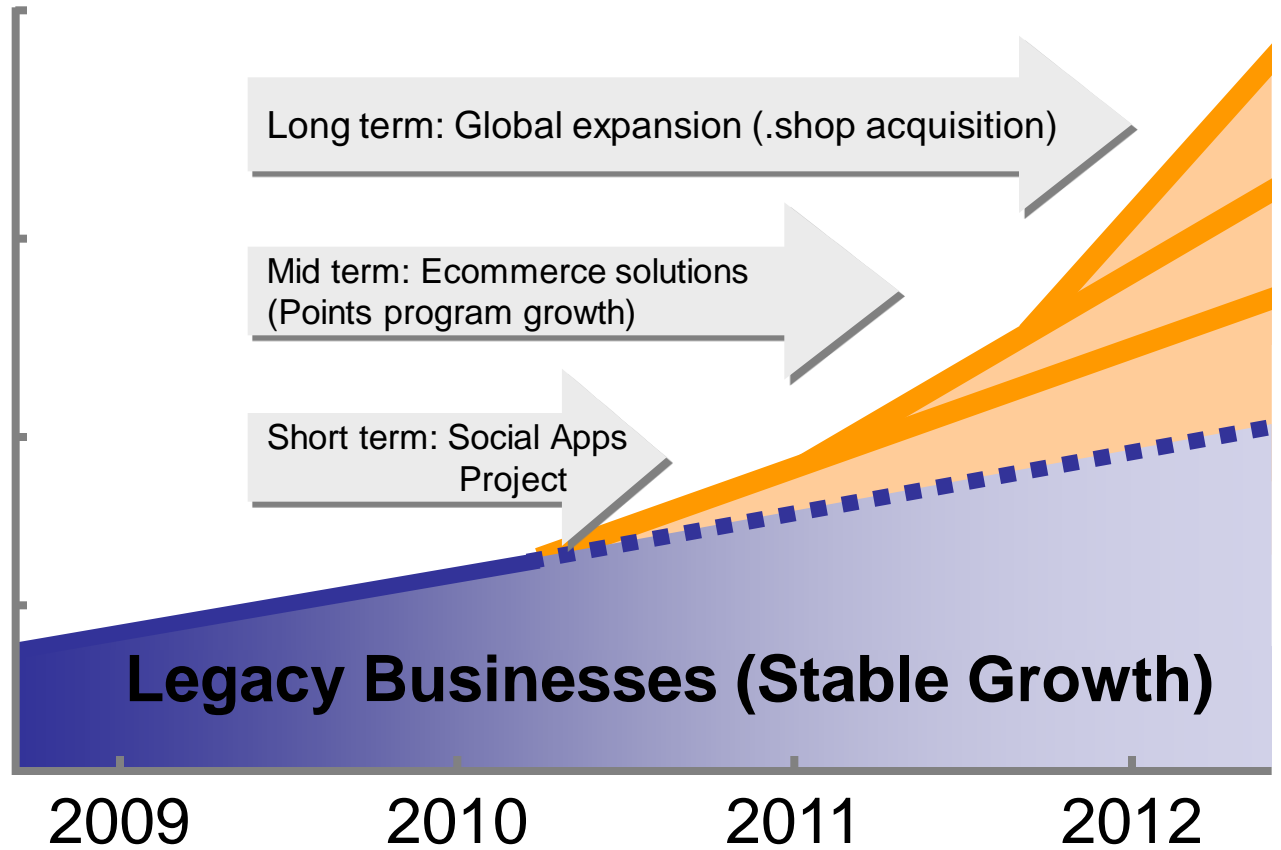 Long term: Global expansion (.shop acquisition)
Mid term: Ecommerce solutions
(Points program growth)
Short term: Social Apps
Project
Legacy Businesses (Stable Growth)
2009 2010 2011 2012